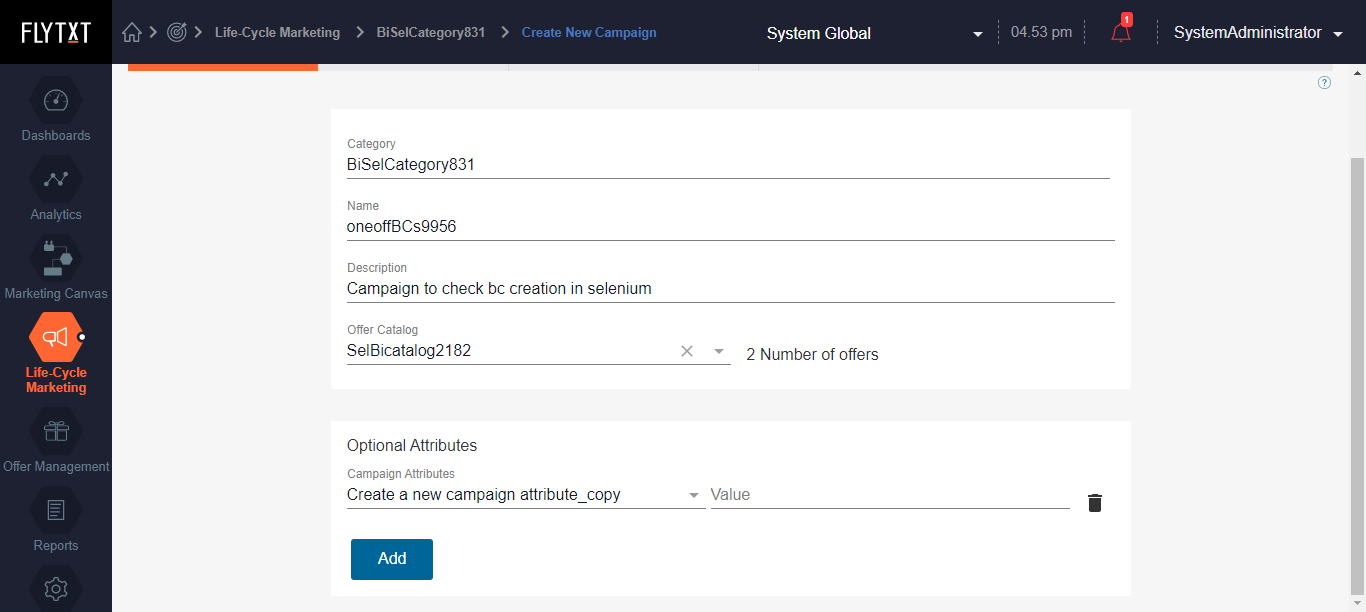 FLYTXT
Life-Cycle Marketing
BiSelCategory831
Create New Campaign
System Global
04.53 pm
1
SystemAdministrator
?
Dashboards
Analytics
Marketing Canvas
Life-Cycle
Marketing
Offer Management
Reports
Category
BiSelCategory831
Name
oneoffBCs9956
Description
Campaign to check bc creation in selenium
Offer Catalog
SelBicatalog2182
2 Number of offers
Optional Attributes
Campaign Attributes
Create a new campaign attribute_copy
Value
Add